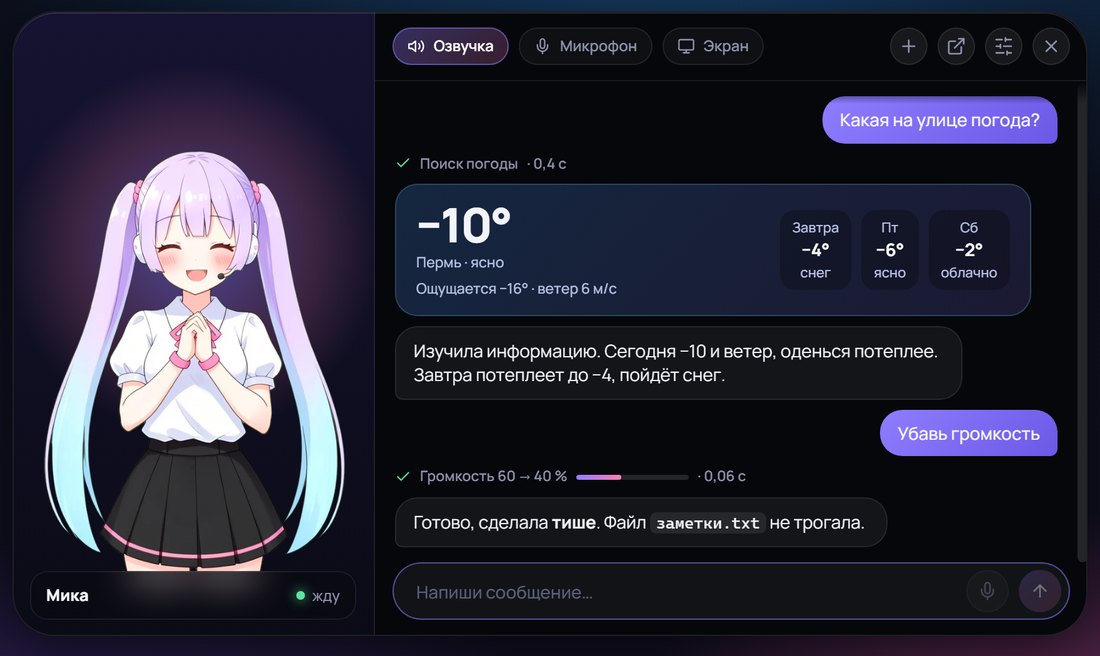 Озвучка
Микрофон
Экран
Какая на улице погода?
Поиск погоды · 0,4 с
−10°
Пермь · ясно
Ощущается −16° · ветер 6 м/с
Завтра
−4°
снег
Пт
−6°
ясно
Сб
−2°
облачно
Изучила информацию. Сегодня −10 и ветер, оденься потеплее.
Завтра потеплеет до −4, пойдёт снег.
Убавь громкость
Громкость 60 → 40 % · 0,06 с
Готово, сделала тише. Файл заметки.txt не трогала.
Мика
жду
Напиши сообщение...